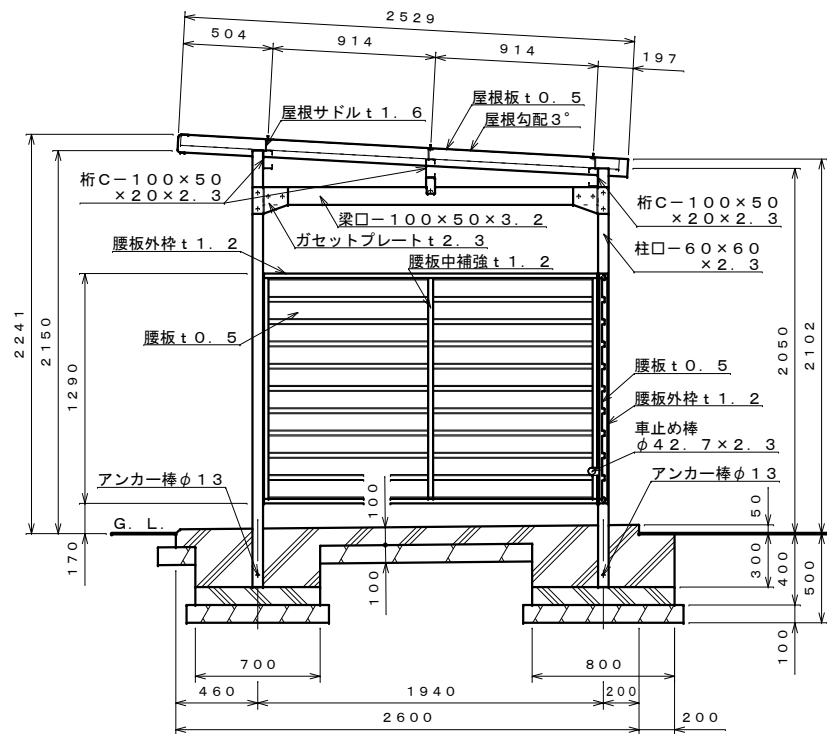 2529
504
914
914
197
屋根サドルt1.6
屋根板t0.5
屋根勾配3°
桁C-100×50
×20×2.3
桁C-100×50
×20×2.3
梁口-100×50×3.2
ガセットプレートt2.3
柱口-60×60
×2.3
腰板外枠t1.2
腰板中補強t1.2
2241
2150
1290
170
腰板t0.5
腰板t0.5
腰板外枠t1.2
車止め棒
φ42.7×2.3
2050
2102
アンカー棒φ13
アンカー棒φ13
G.L.
100
100
50
300
400
500
100
700
800
460
1940
200
2600
200